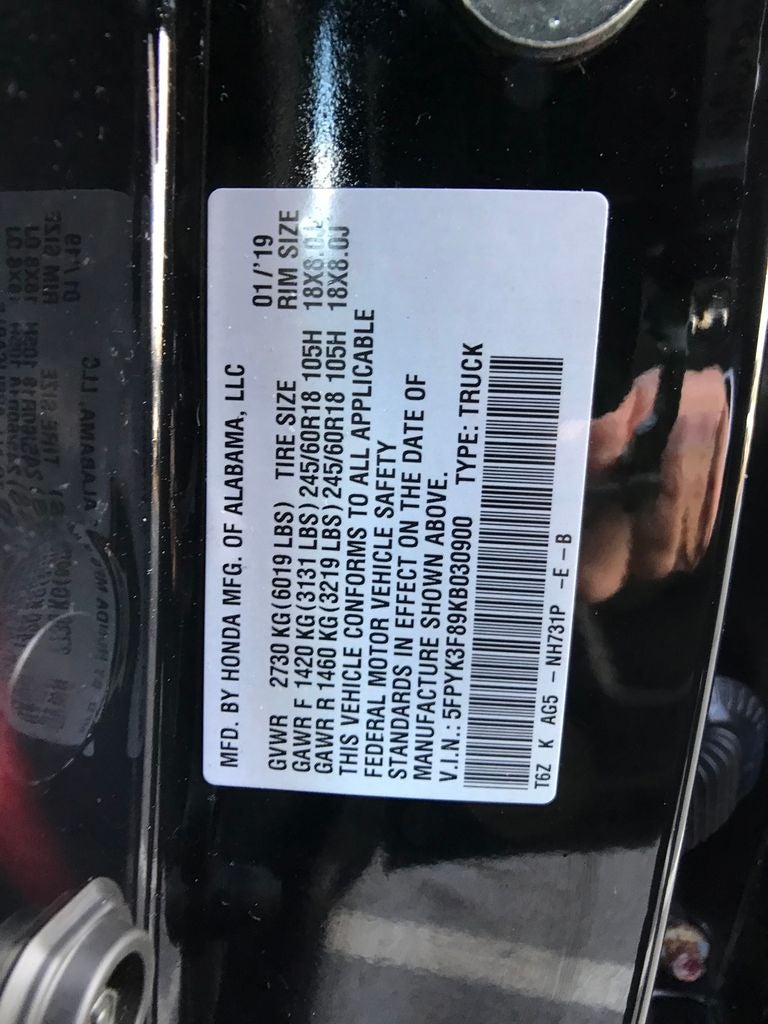 MFD. BY HONDA MFG. OF ALABAMA, LLC 01/'19
GVWR 2730 KG (6019 LBS) TIRE SIZE RIM SIZE
GAWR F 1420 KG (3131 LBS) 245/60R18 105H 18X8.0J
GAWR R 1460 KG (3219 LBS) 245/60R18 105H 18X8.0J
THIS VEHICLE CONFORMS TO ALL APPLICABLE
FEDERAL MOTOR VEHICLE SAFETY
STANDARDS IN EFFECT ON THE DATE OF
MANUFACTURE SHOWN ABOVE.
V.I.N.: 5FPYK3F89KB030900 TYPE: TRUCK
T6Z K AG5 - NH731P -E - B